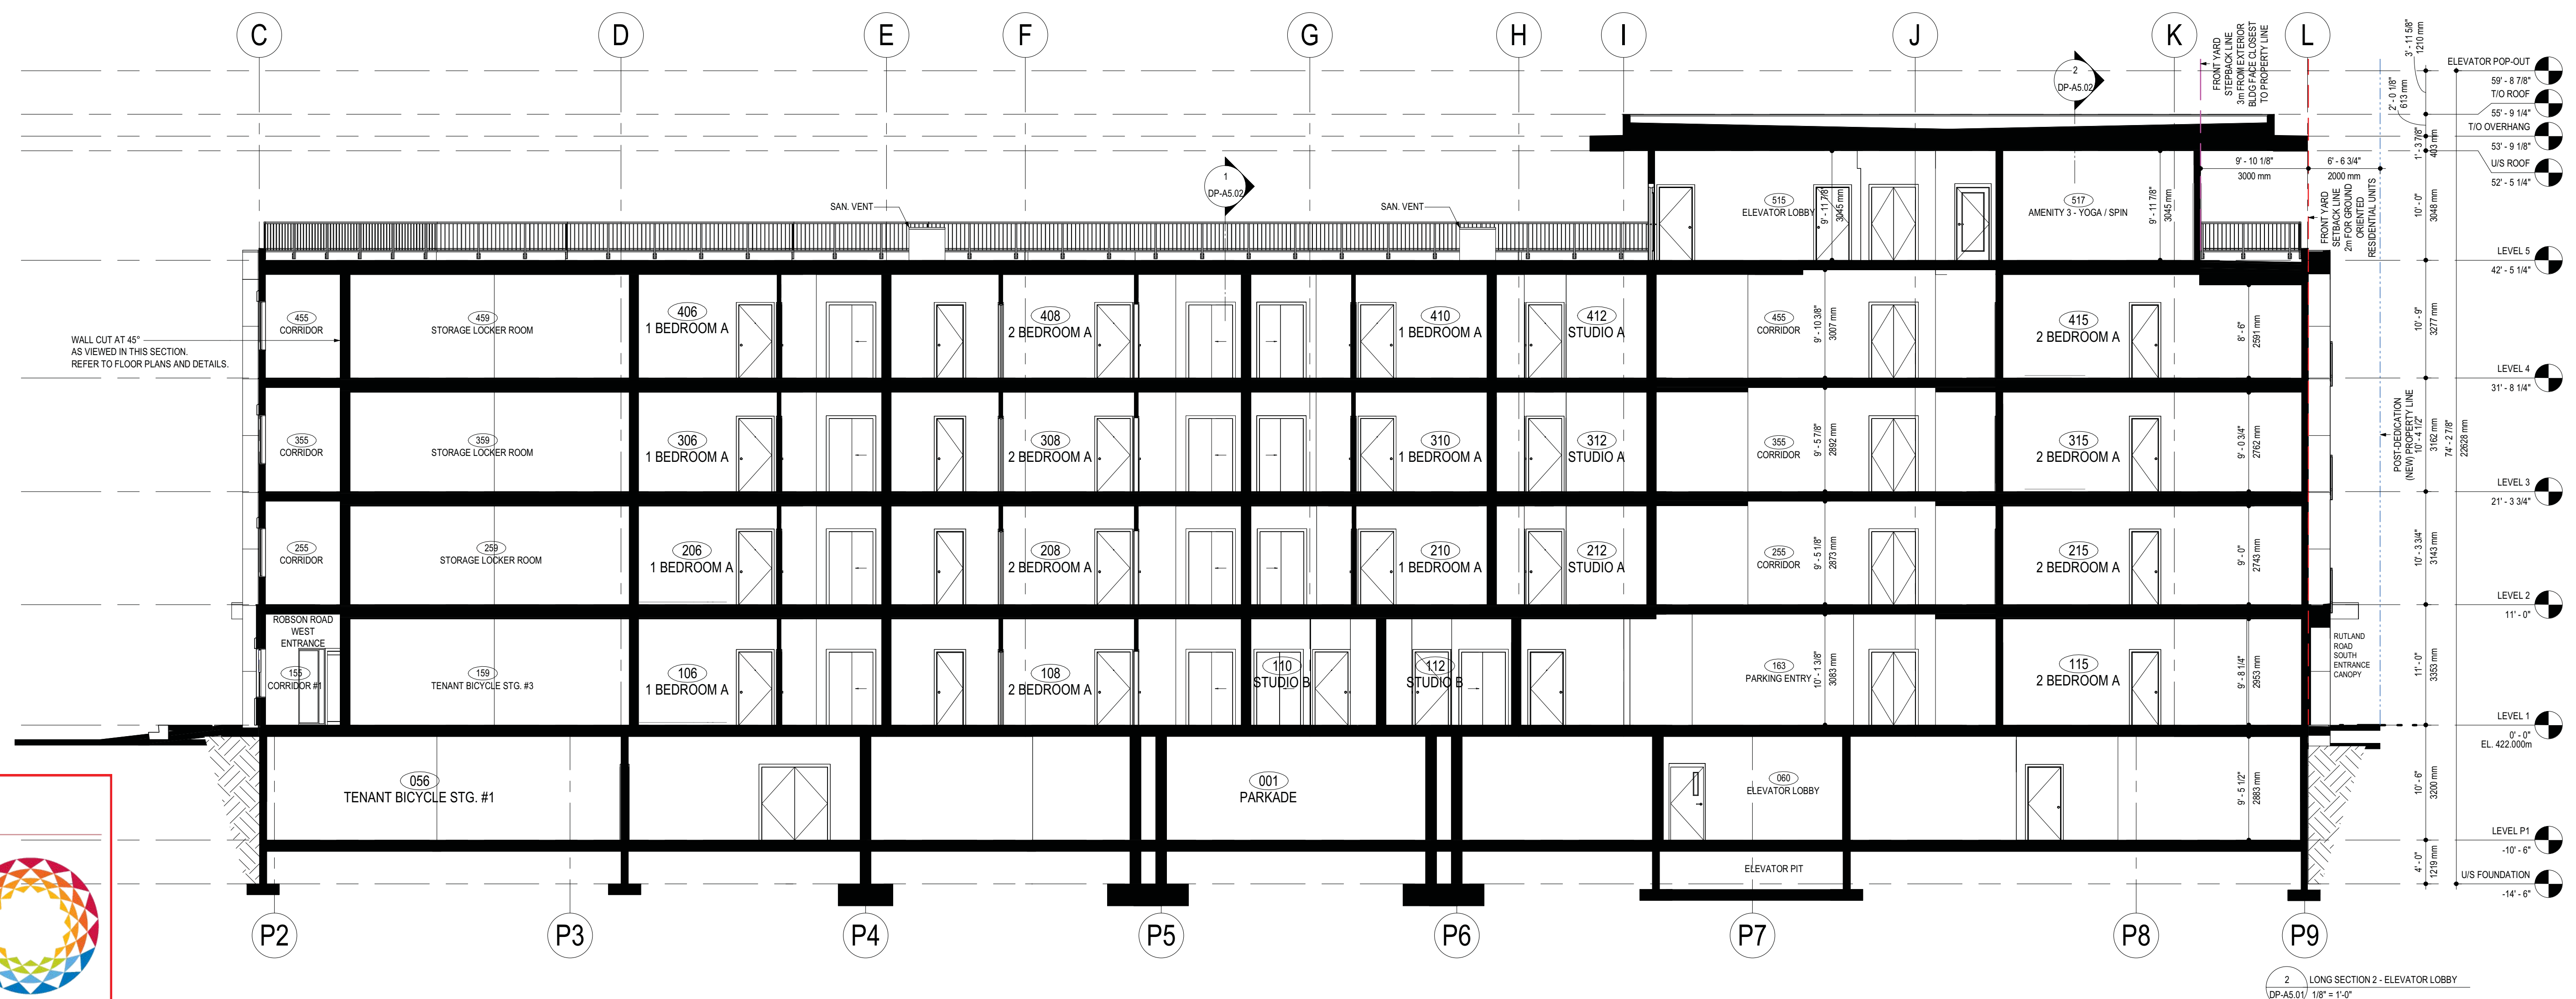 C
D
E
F
G
H
I
J
K
L
FRONT YARD
STEPBACK LINE
3m FROM EXTERIOR
BLDG FACE CLOSEST
TO PROPERTY LINE
3' - 11 5/8"
1210 mm
ELEVATOR POP-OUT
59' - 8 7/8"
2' - 0 1/8"
613 mm
T/O ROOF
55' - 9 1/4"
T/O OVERHANG
53' - 9 1/8"
1' - 3 7/8"
403 mm
U/S ROOF
52' - 5 1/4"
2
DP-A5.02
1
DP-A5.02
SAN. VENT
SAN. VENT
515
ELEVATOR LOBBY
9' - 11 7/8"
3045 mm
517
AMENITY 3 - YOGA / SPIN
9' - 11 7/8"
3045 mm
9' - 10 1/8"
3000 mm
6' - 6 3/4"
2000 mm
FRONT YARD
SETBACK LINE
2m FOR GROUND
ORIENTED
RESIDENTIAL UNITS
10' - 0"
3048 mm
LEVEL 5
42' - 5 1/4"
WALL CUT AT 45°
AS VIEWED IN THIS SECTION.
REFER TO FLOOR PLANS AND DETAILS.
455
CORRIDOR
459
STORAGE LOCKER ROOM
406
1 BEDROOM A
408
2 BEDROOM A
410
1 BEDROOM A
412
STUDIO A
455
CORRIDOR
9' - 10 3/8"
3007 mm
415
2 BEDROOM A
8' - 6"
2591 mm
10' - 9"
3277 mm
LEVEL 4
31' - 8 1/4"
355
CORRIDOR
359
STORAGE LOCKER ROOM
306
1 BEDROOM A
308
2 BEDROOM A
310
1 BEDROOM A
312
STUDIO A
355
CORRIDOR
9' - 5 7/8"
2892 mm
315
2 BEDROOM A
9' - 0 3/4"
2762 mm
POST-DEDICATION
(NEW) PROPERTY LINE
10' - 4 1/2"
3162 mm
74' - 2 7/8"
22628 mm
LEVEL 3
21' - 3 3/4"
255
CORRIDOR
259
STORAGE LOCKER ROOM
206
1 BEDROOM A
208
2 BEDROOM A
210
1 BEDROOM A
212
STUDIO A
255
CORRIDOR
9' - 5 1/8"
2873 mm
215
2 BEDROOM A
9' - 0"
2743 mm
10' - 3 3/4"
3143 mm
LEVEL 2
11' - 0"
ROBSON ROAD
WEST
ENTRANCE
155
CORRIDOR #1
159
TENANT BICYCLE STG. #3
106
1 BEDROOM A
108
2 BEDROOM A
110
STUDIO B
112
STUDIO B
163
PARKING ENTRY
10' - 1 3/8"
3083 mm
115
2 BEDROOM A
9' - 8 1/4"
2953 mm
RUTLAND
ROAD
SOUTH
ENTRANCE
CANOPY
11' - 0"
3353 mm
LEVEL 1
0' - 0"
EL. 422.000m
056
TENANT BICYCLE STG. #1
001
PARKADE
060
ELEVATOR LOBBY
9' - 5 1/2"
2883 mm
10' - 6"
3200 mm
LEVEL P1
-10' - 6"
ELEVATOR PIT
4' - 0"
1219 mm
U/S FOUNDATION
-14' - 6"
P2
P3
P4
P5
P6
P7
P8
P9
2
DP-A5.01
LONG SECTION 2 - ELEVATOR LOBBY
1/8" = 1'-0"